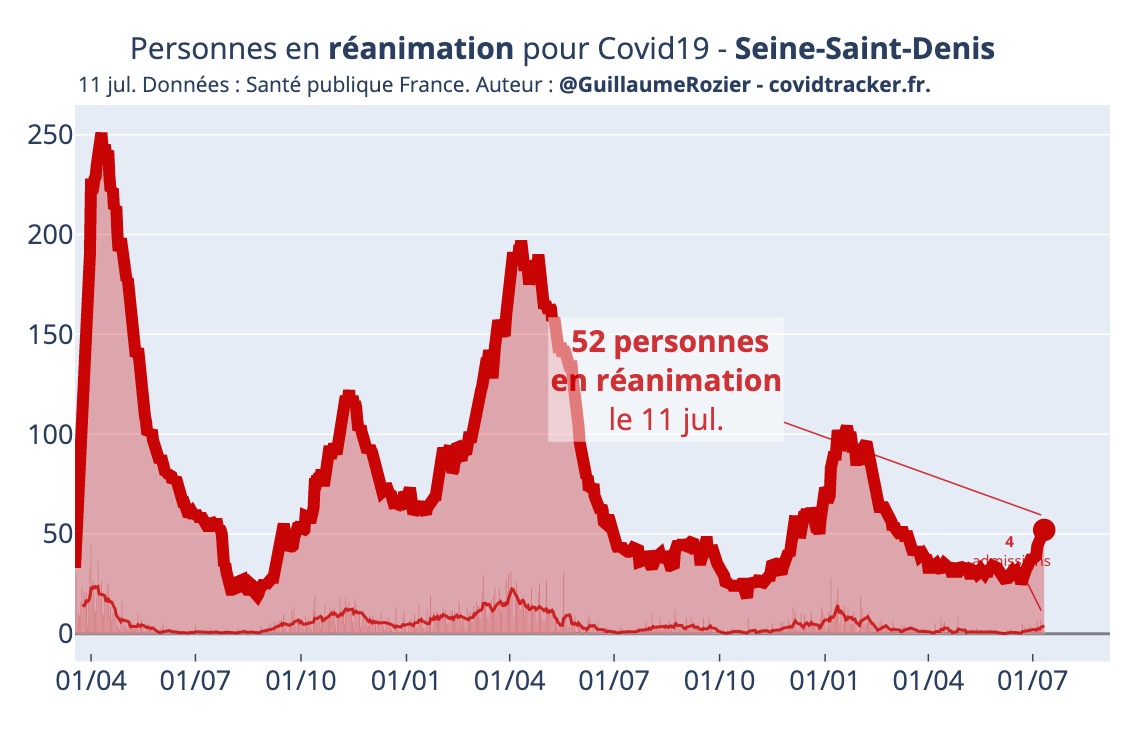 Personnes en réanimation pour Covid19 - Seine-Saint-Denis
11 jul. Données : Santé publique France. Auteur : @GuillaumeRozier - covidtracker.fr.
250
200
150
100
50
0
52 personnes
en réanimation
le 11 jul.
4
admissions
01/04 01/07 01/10 01/01 01/04 01/07 01/10 01/01 01/04 01/07